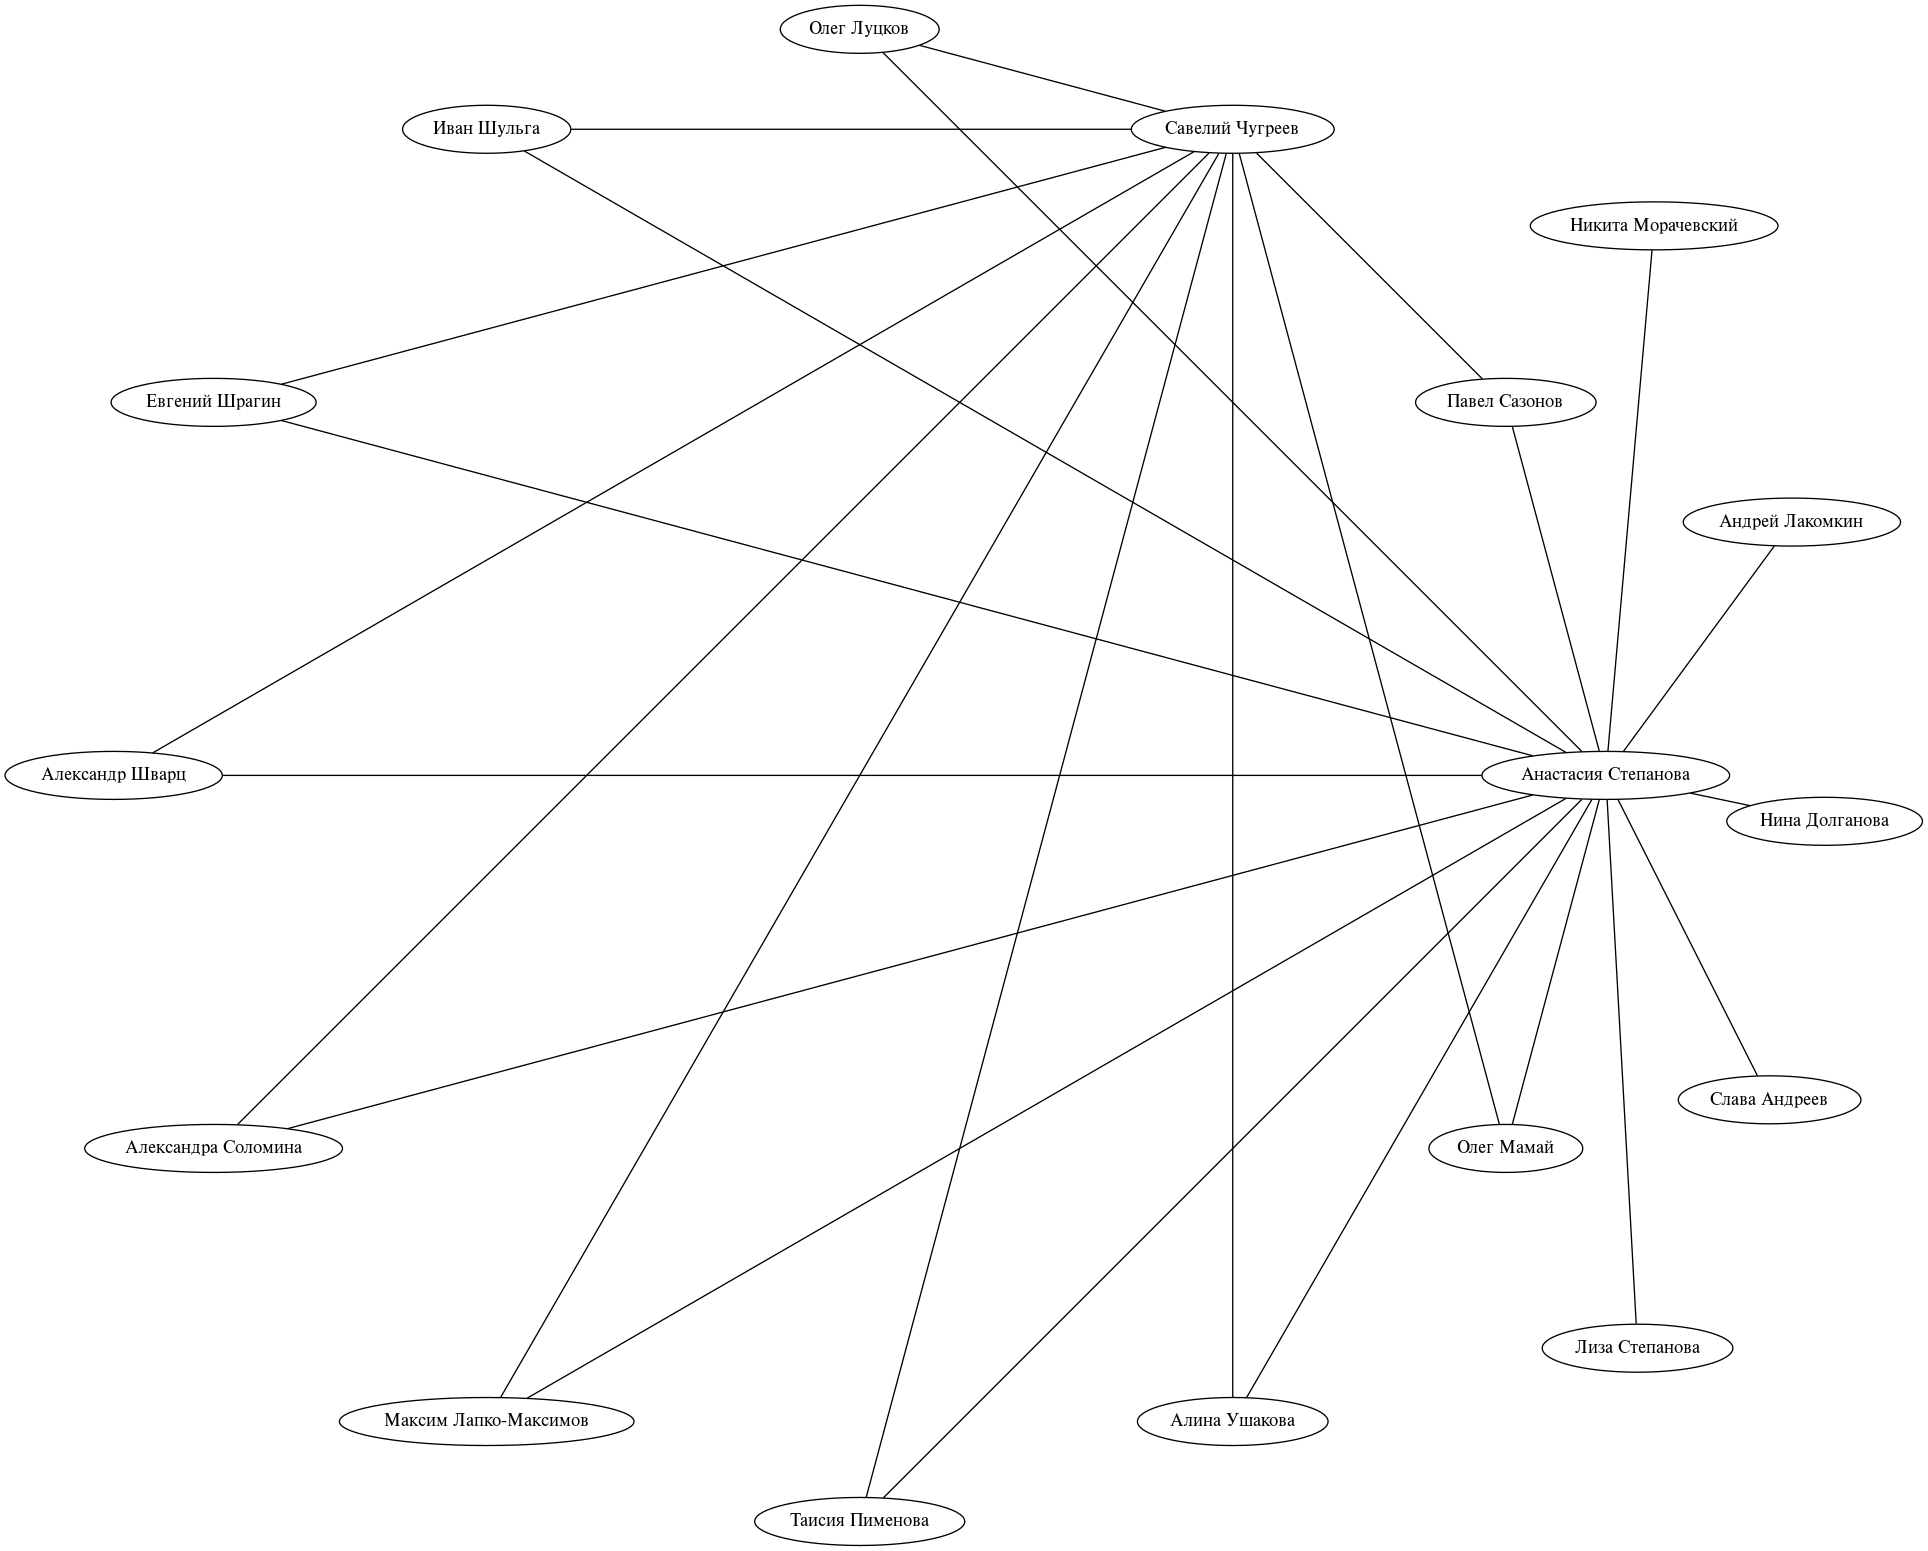 Олег Луцков
Иван Шульга
Савелий Чугреев
Никита Морачевский
Евгений Шрагин
Павел Сазонов
Андрей Лакомкин
Александр Шварц
Анастасия Степанова
Нина Долганова
Слава Андреев
Александра Соломина
Олег Мамай
Лиза Степанова
Максим Лапко-Максимов
Алина Ушакова
Таисия Пименова